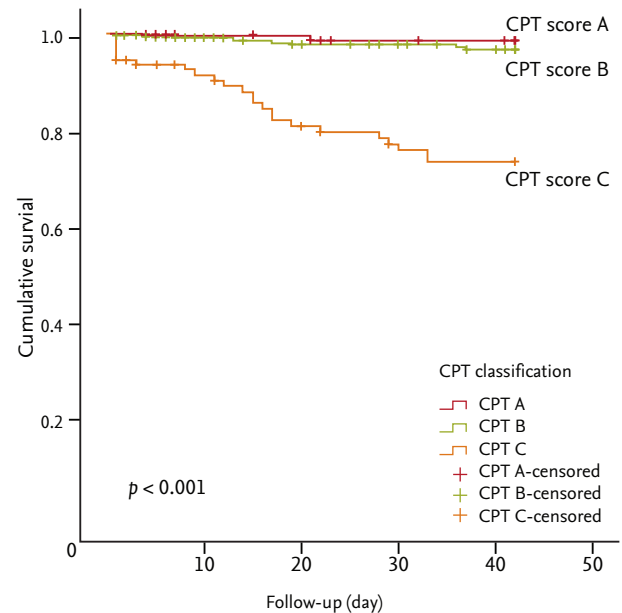 CPT score A
1.0
CPT score B
0.8
CPT score C
0.6
Cumulative survial
0.4
CPT classification
CPT A
0.2
CPT B
CPT C
CPT A-censored
p < 0.001
CPT B-censored
CPT C-censored
0
10
20
30
40
50
Follow-up (day)